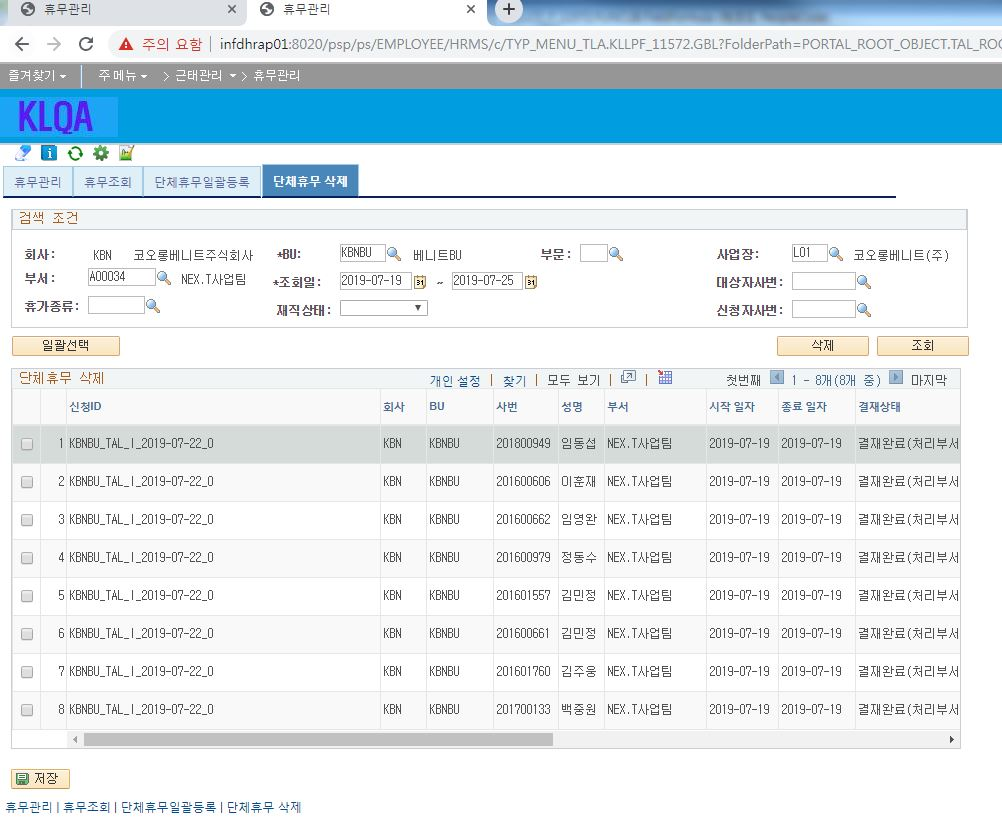 휴무관리 × 휴무관리 × +
주의 요함 | infdhrap01:8020/psp/ps/EMPLOYEE/HRMS/c/TYP_MENU_TLA.KLLPF_11572.GBL?FolderPath=PORTAL_ROOT_OBJECT.TAL_ROO
즐겨찾기 주 메뉴 > 근태관리 > 휴무관리
KLQA
휴무관리 휴무조회 단체휴무일괄등록 단체휴무 삭제
검색 조건
회사: KBN 코오롱베니트주식회사 *BU: KBNBU 베니트BU 부문: 사업장: L01 코오롱베니트(주)
부서: A00034 NEX.T사업팀 *조회일: 2019-07-19 ~ 2019-07-25 대상자사번:
휴가종류: 재직상태: 신청자사번:
일괄선택 삭제 조회
단체휴무 삭제 개인 설정 | 찾기 | 모두 보기 | | 첫번째 1 - 8개(8개 중) 마지막
신청ID 회사 BU 사번 성명 부서 시작 일자 종료 일자 결재상태
1 KBNBU_TAL_I_2019-07-22_0 KBN KBNBU 201800949 임동섭 NEX.T사업팀 2019-07-19 2019-07-19 결재완료(처리부서
2 KBNBU_TAL_I_2019-07-22_0 KBN KBNBU 201600606 이훈재 NEX.T사업팀 2019-07-19 2019-07-19 결재완료(처리부서
3 KBNBU_TAL_I_2019-07-22_0 KBN KBNBU 201600662 임영완 NEX.T사업팀 2019-07-19 2019-07-19 결재완료(처리부서
4 KBNBU_TAL_I_2019-07-22_0 KBN KBNBU 201600979 정동수 NEX.T사업팀 2019-07-19 2019-07-19 결재완료(처리부서
5 KBNBU_TAL_I_2019-07-22_0 KBN KBNBU 201601557 김민정 NEX.T사업팀 2019-07-19 2019-07-19 결재완료(처리부서
6 KBNBU_TAL_I_2019-07-22_0 KBN KBNBU 201600661 김민정 NEX.T사업팀 2019-07-19 2019-07-19 결재완료(처리부서
7 KBNBU_TAL_I_2019-07-22_0 KBN KBNBU 201601760 김주웅 NEX.T사업팀 2019-07-19 2019-07-19 결재완료(처리부서
8 KBNBU_TAL_I_2019-07-22_0 KBN KBNBU 201700133 백중원 NEX.T사업팀 2019-07-19 2019-07-19 결재완료(처리부서
저장
휴무관리 | 휴무조회 | 단체휴무일괄등록 | 단체휴무 삭제